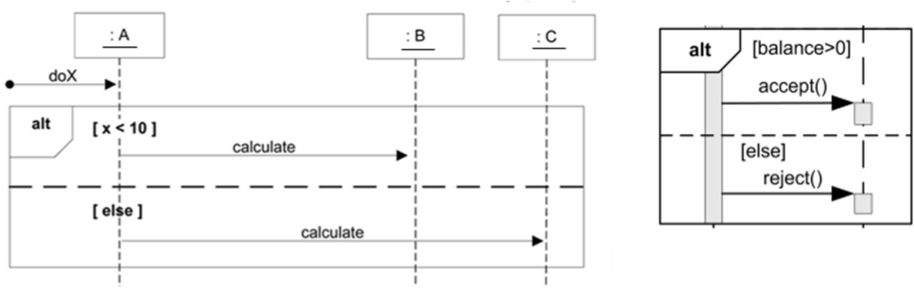 : A
: B
: C
doX
alt
[ x < 10 ]
calculate
[ else ]
calculate
alt
[balance>0]
accept()
[else]
reject()